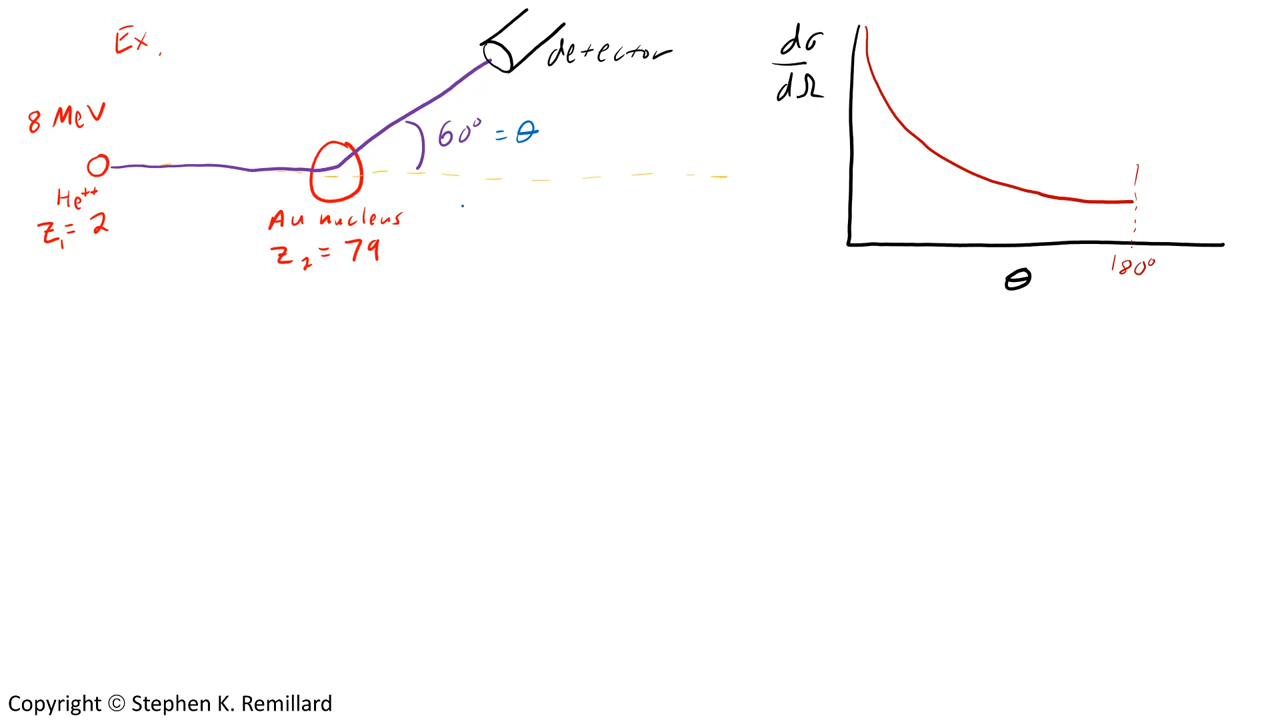 Ex.
detector
8 MeV
60° = θ
He⁺⁺
Z₁ = 2
Au nucleus
Z₂ = 79
dσ
dΩ
180°
θ
Copyright © Stephen K. Remillard